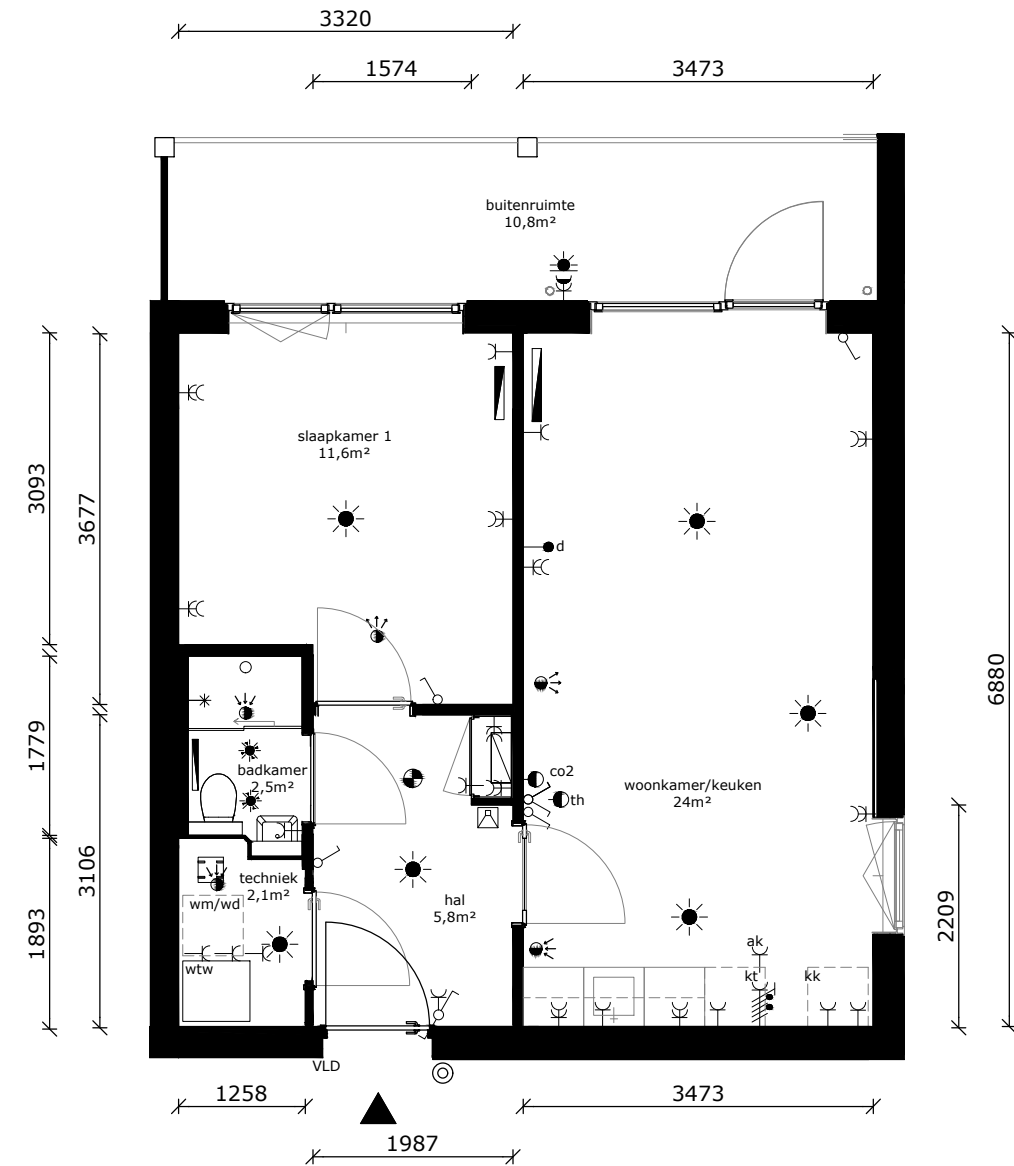 3320
1574
3473
buitenruimte
10,8m²
slaapkamer 1
11,6m²
3093
3677
d
6880
1779
badkamer
2,5m²
co2
th
woonkamer/keuken
24m²
3106
techniek
2,1m²
wm/wd
hal
5,8m²
1893
2209
wtw
ak
kt
kk
VLD
1258
3473
1987